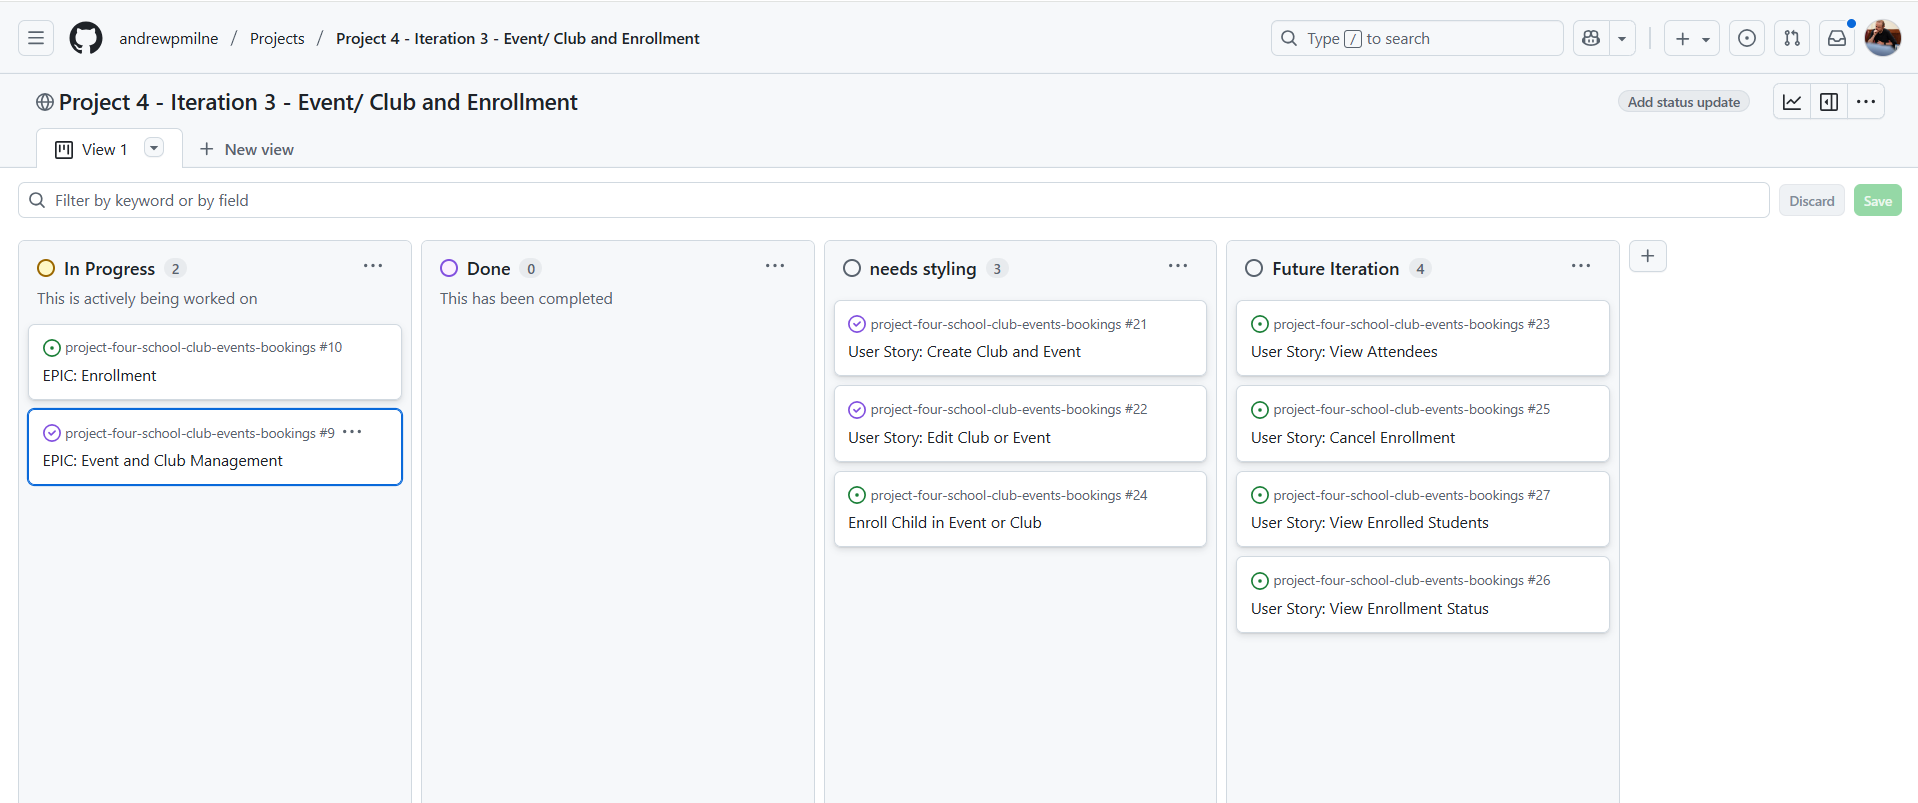 andrewpmilne / Projects / Project 4 - Iteration 3 - Event/ Club and Enrollment
Type / to search
Project 4 - Iteration 3 - Event/ Club and Enrollment
Add status update
View 1
New view
Filter by keyword or by field
Discard
Save
In Progress 2
This is actively being worked on
project-four-school-club-events-bookings #10
EPIC: Enrollment
project-four-school-club-events-bookings #9
EPIC: Event and Club Management
Done 0
This has been completed
needs styling 3
project-four-school-club-events-bookings #21
User Story: Create Club and Event
project-four-school-club-events-bookings #22
User Story: Edit Club or Event
project-four-school-club-events-bookings #24
Enroll Child in Event or Club
Future Iteration 4
project-four-school-club-events-bookings #23
User Story: View Attendees
project-four-school-club-events-bookings #25
User Story: Cancel Enrollment
project-four-school-club-events-bookings #27
User Story: View Enrolled Students
project-four-school-club-events-bookings #26
User Story: View Enrollment Status